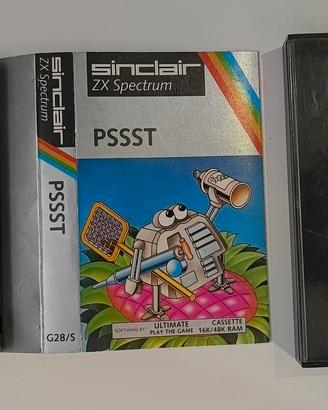 sinclair
ZX Spectrum
PSSST
G28/S
sinclair
ZX Spectrum
PSSST
SOFTWARE BY ULTIMATE PLAY THE GAME
CASSETTE 16K/48K RAM